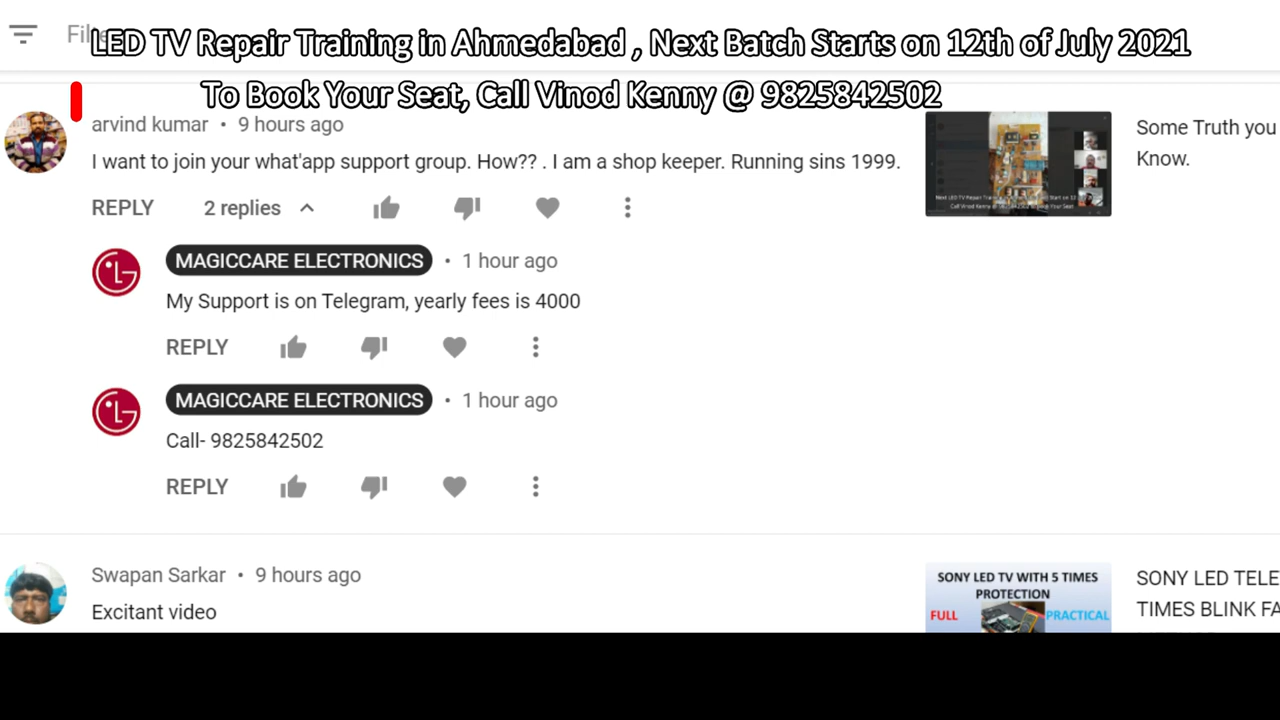 Filte
LED TV Repair Training in Ahmedabad , Next Batch Starts on 12th of July 2021
To Book Your Seat, Call Vinod Kenny @ 9825842502
arvind kumar • 9 hours ago
I want to join your what'app support group. How?? . I am a shop keeper. Running sins 1999.
REPLY 2 replies
Some Truth you
Know.
MAGICCARE ELECTRONICS • 1 hour ago
My Support is on Telegram, yearly fees is 4000
REPLY
MAGICCARE ELECTRONICS • 1 hour ago
Call- 9825842502
REPLY
Swapan Sarkar • 9 hours ago
Excitant video
SONY LED TV WITH 5 TIMES
PROTECTION
FULL PRACTICAL
SONY LED TELE
TIMES BLINK FA